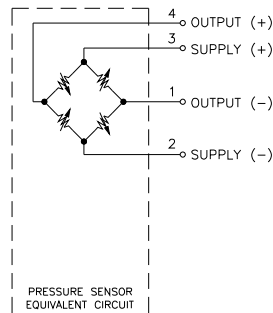 4 OUTPUT (+)
3 SUPPLY (+)
1 OUTPUT (−)
2 SUPPLY (−)
PRESSURE SENSOR
EQUIVALENT CIRCUIT